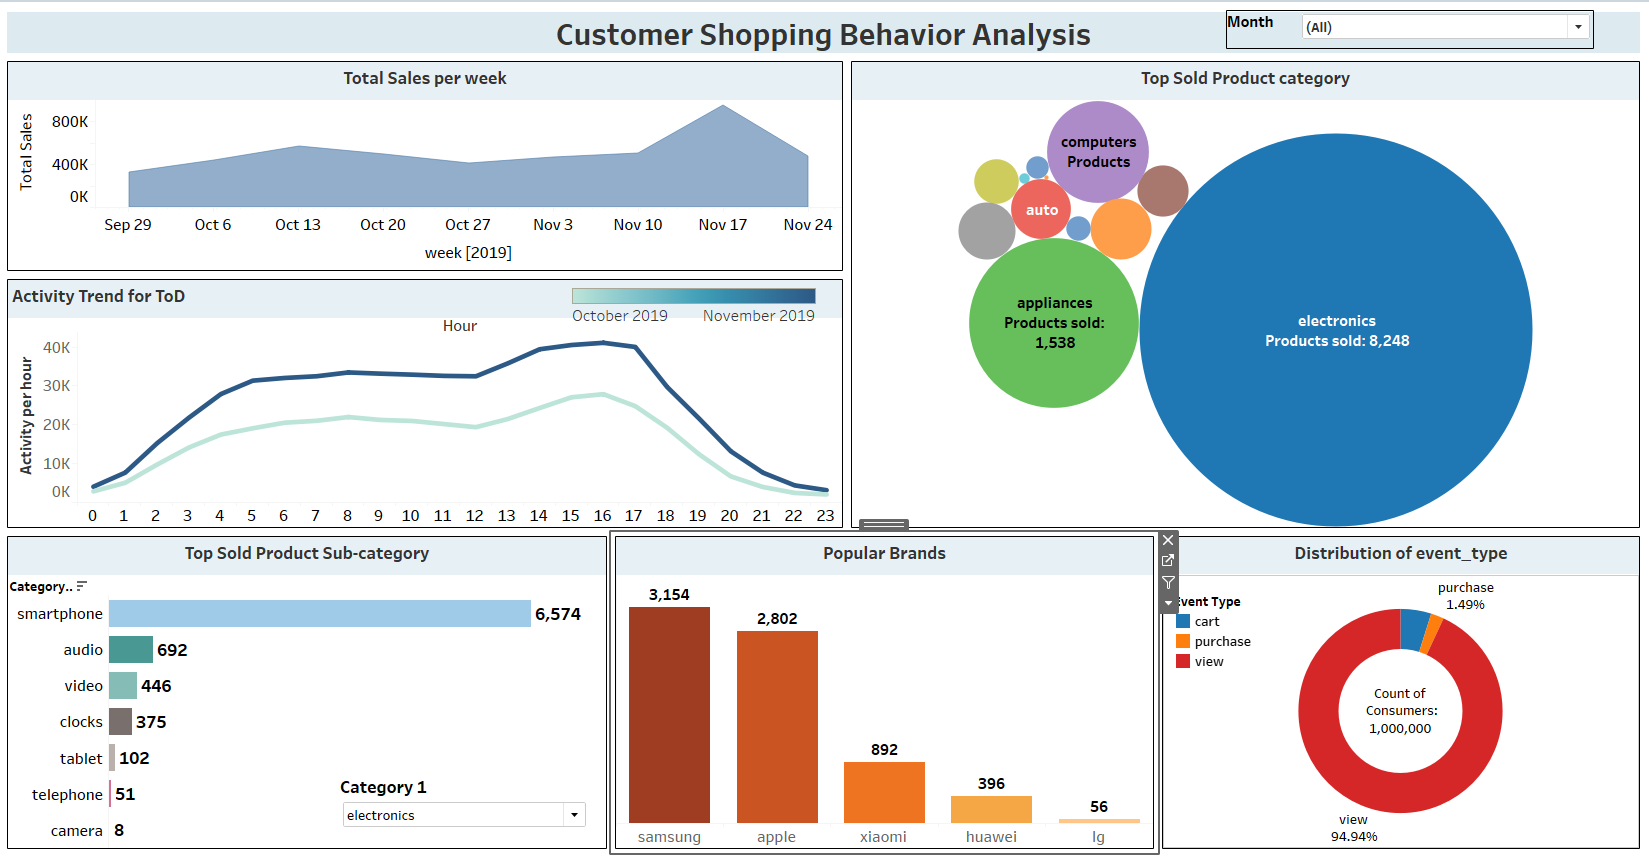 Customer Shopping Behavior Analysis
Month
(All)
Total Sales per week
Total Sales
800K
400K
0K
Sep 29 Oct 6 Oct 13 Oct 20 Oct 27 Nov 3 Nov 10 Nov 17 Nov 24
week [2019]
Top Sold Product category
computers
Products
auto
appliances
Products sold:
1,538
electronics
Products sold: 8,248
Activity Trend for ToD
October 2019 November 2019
Hour
Activity per hour
40K
30K
20K
10K
0K
0 1 2 3 4 5 6 7 8 9 10 11 12 13 14 15 16 17 18 19 20 21 22 23
Top Sold Product Sub-category
Category..
smartphone 6,574
audio 692
video 446
clocks 375
tablet 102
telephone 51
camera 8
Category 1
electronics
Popular Brands
3,154
2,802
892
396
56
samsung apple xiaomi huawei lg
Distribution of event_type
Event Type
cart
purchase
view
purchase
1.49%
Count of
Consumers:
1,000,000
view
94.94%